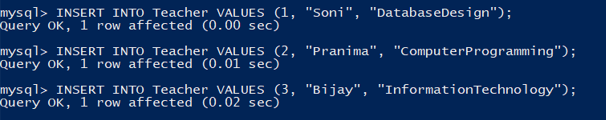 mysql> INSERT INTO Teacher VALUES (1, "Soni", "DatabaseDesign");
Query OK, 1 row affected (0.00 sec)
mysql> INSERT INTO Teacher VALUES (2, "Pranima", "ComputerProgramming");
Query OK, 1 row affected (0.01 sec)
mysql> INSERT INTO Teacher VALUES (3, "Bijay", "InformationTechnology");
Query OK, 1 row affected (0.02 sec)